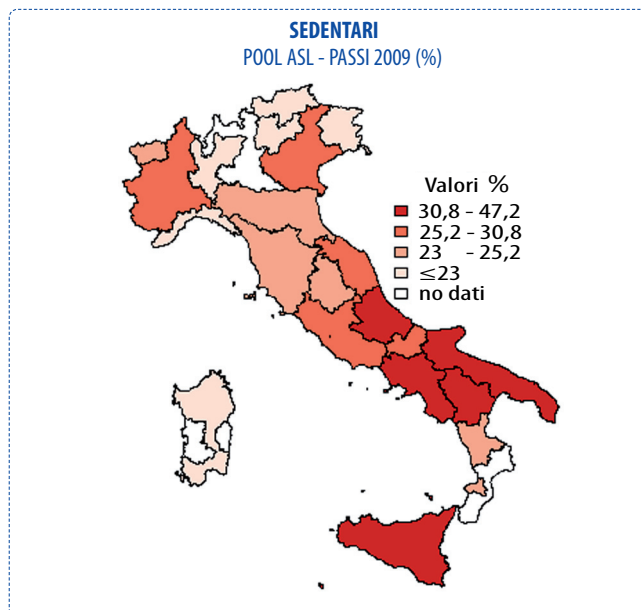 SEDENTARI
POOL ASL - PASSI 2009 (%)
Valori %
30,8 - 47,2
25,2 - 30,8
23 - 25,2
≤23
no dati